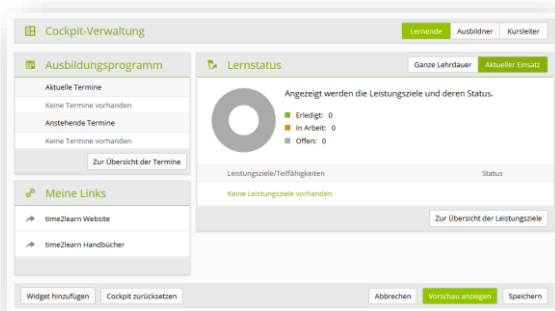 Cockpit-Verwaltung
Lernende Ausbildner Kursleiter
Ausbildungsprogramm
Aktuelle Termine
Keine Termine vorhanden
Anstehende Termine
Keine Termine vorhanden
Zur Übersicht der Termine
Meine Links
time2learn Website
time2learn Handbücher
Lernstatus
Ganze Lehrdauer Aktueller Einsatz
Angezeigt werden die Leistungsziele und deren Status.
Erledigt: 0
In Arbeit: 0
Offen: 0
Leistungsziele/Teilfähigkeiten Status
Keine Leistungsziele vorhanden
Zur Übersicht der Leistungsziele
Widget hinzufügen Cockpit zurücksetzen Abbrechen Vorschau anzeigen Speichern